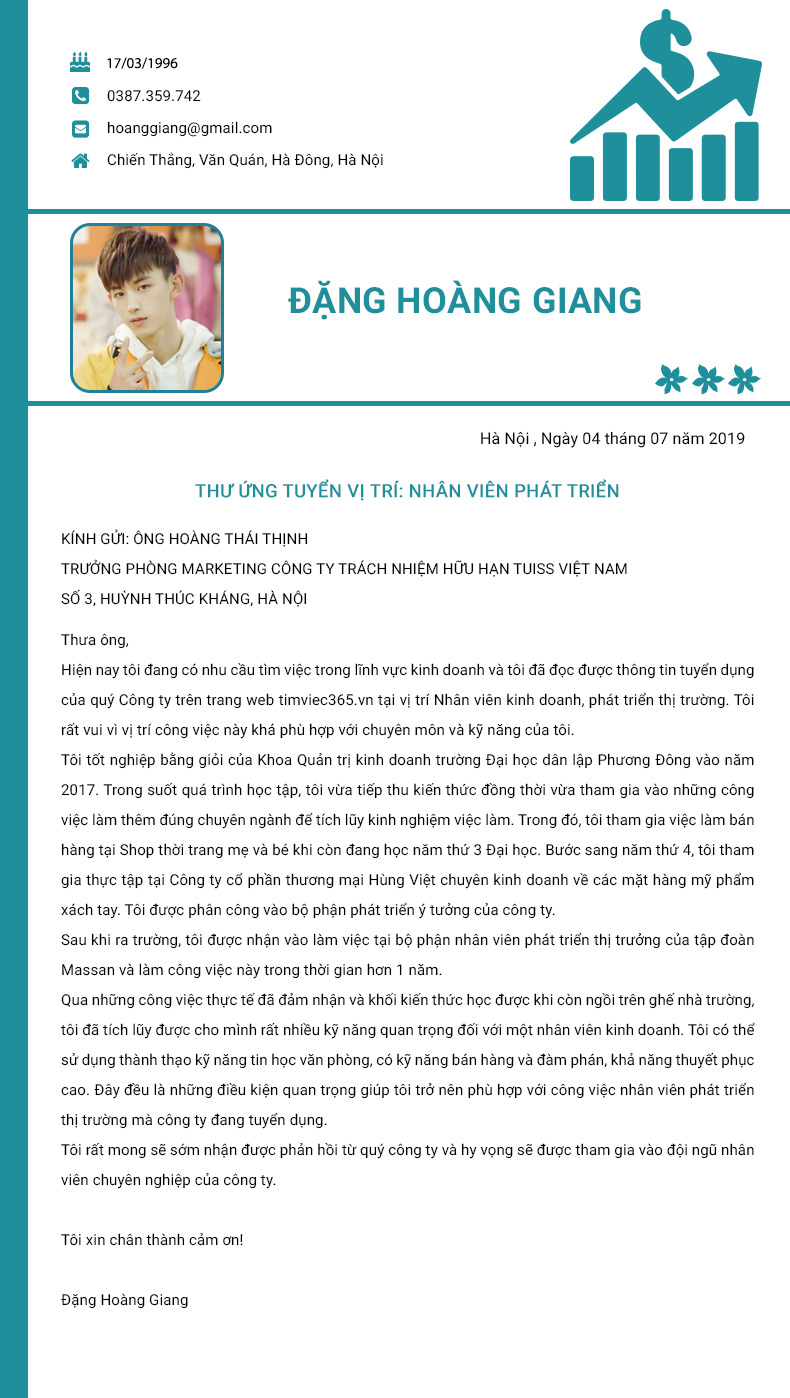 17/03/1996
0387.359.742
hoanggiang@gmail.com
Chiến Thắng, Văn Quán, Hà Đông, Hà Nội
ĐẶNG HOÀNG GIANG
Hà Nội , Ngày 04 tháng 07 năm 2019
THƯ ỨNG TUYỂN VỊ TRÍ: NHÂN VIÊN PHÁT TRIỂN
KÍNH GỬI: ÔNG HOÀNG THÁI THỊNH
TRƯỞNG PHÒNG MARKETING CÔNG TY TRÁCH NHIỆM HỮU HẠN TUISS VIỆT NAM
SỐ 3, HUỲNH THÚC KHÁNG, HÀ NỘI
Thưa ông,
Hiện nay tôi đang có nhu cầu tìm việc trong lĩnh vực kinh doanh và tôi đã đọc được thông tin tuyển dụng
của quý Công ty trên trang web timviec365.vn tại vị trí Nhân viên kinh doanh, phát triển thị trường. Tôi
rất vui vì vị trí công việc này khá phù hợp với chuyên môn và kỹ năng của tôi.
Tôi tốt nghiệp bằng giỏi của Khoa Quản trị kinh doanh trường Đại học dân lập Phương Đông vào năm
2017. Trong suốt quá trình học tập, tôi vừa tiếp thu kiến thức đồng thời vừa tham gia vào những công
việc làm thêm đúng chuyên ngành để tích lũy kinh nghiệm việc làm. Trong đó, tôi tham gia việc làm bán
hàng tại Shop thời trang mẹ và bé khi còn đang học năm thứ 3 Đại học. Bước sang năm thứ 4, tôi tham
gia thực tập tại Công ty cổ phần thương mại Hùng Việt chuyên kinh doanh về các mặt hàng mỹ phẩm
xách tay. Tôi được phân công vào bộ phận phát triển ý tưởng của công ty.
Sau khi ra trường, tôi được nhận vào làm việc tại bộ phận nhân viên phát triển thị trưởng của tập đoàn
Massan và làm công việc này trong thời gian hơn 1 năm.
Qua những công việc thực tế đã đảm nhận và khối kiến thức học được khi còn ngồi trên ghế nhà trường,
tôi đã tích lũy được cho mình rất nhiều kỹ năng quan trọng đối với một nhân viên kinh doanh. Tôi có thể
sử dụng thành thạo kỹ năng tin học văn phòng, có kỹ năng bán hàng và đàm phán, khả năng thuyết phục
cao. Đây đều là những điều kiện quan trọng giúp tôi trở nên phù hợp với công việc nhân viên phát triển
thị trường mà công ty đang tuyển dụng.
Tôi rất mong sẽ sớm nhận được phản hồi từ quý công ty và hy vọng sẽ được tham gia vào đội ngũ nhân
viên chuyên nghiệp của công ty.
Tôi xin chân thành cảm ơn!
Đặng Hoàng Giang